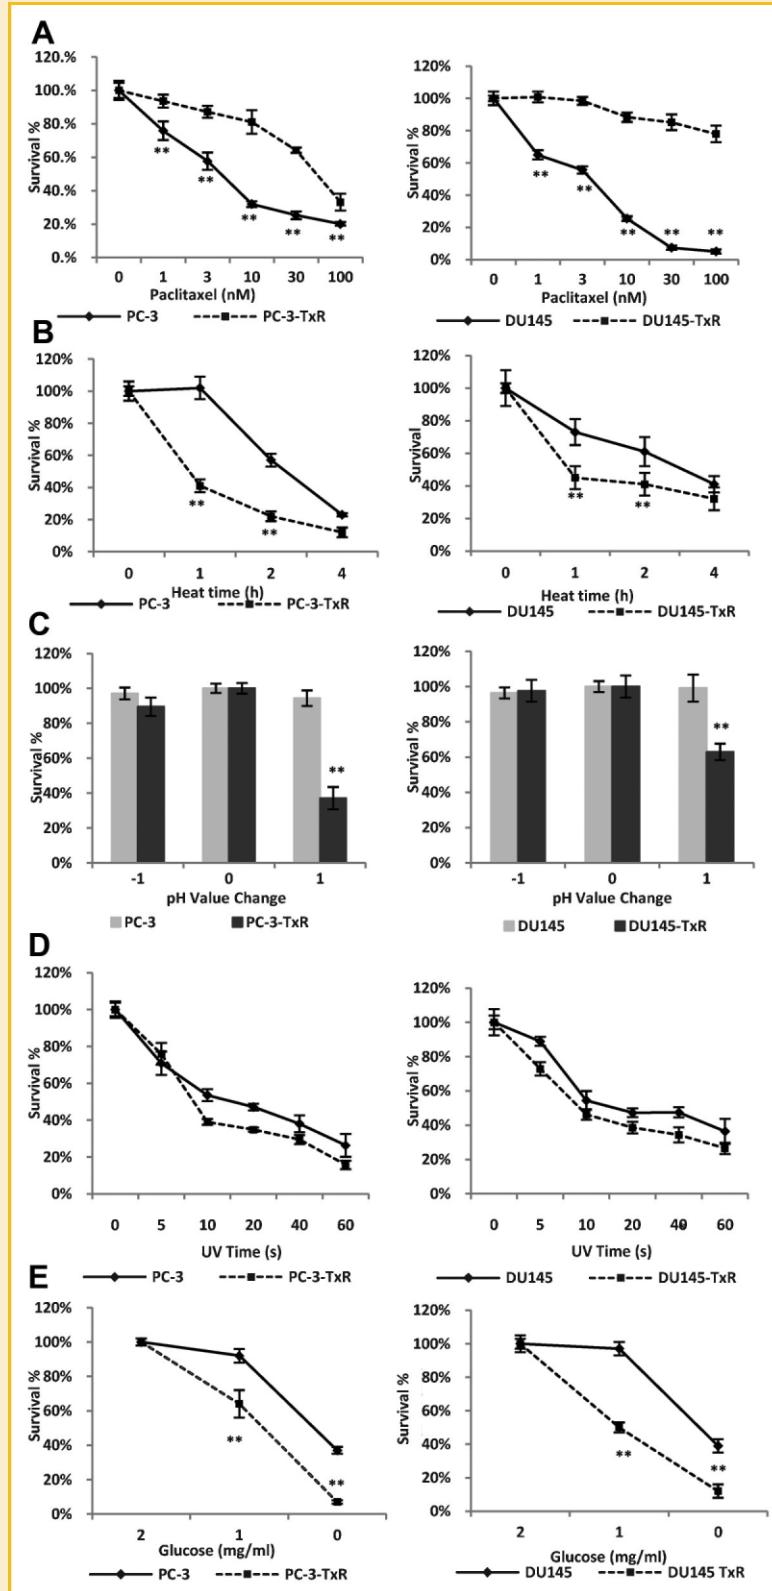 A
120.%
100.%
80.%
60.%
40.%
20.%
0.%
Survival %
** ** ** ** **
0 1 3 10 30 100
Paclitaxel (nM)
PC-3 PC-3-TxR
120%
100%
80%
60%
40%
20%
0%
Survival %
** ** ** ** **
0 1 3 10 30 100
Paclitaxel (nM)
DU145 DU145-TxR
B
120%
100%
80%
60%
40%
20%
0%
Survival %
** **
0 1 2 4
Heat time (h)
PC-3 PC-3-TxR
120%
100%
80%
60%
40%
20%
0%
Survival
** **
0 1 2 4
Heat time (h)
DU145 DU145-TxR
C
120%
100%
80%
60%
40%
20%
0%
Survival %
**
-1 0 1
pH Value Change
PC-3 PC-3-TxR
120%
100%
80%
60%
40%
20%
0%
Survival %
**
-1 0 1
pH Value Change
DU145 DU145-TxR
D
120%
100%
80%
60%
40%
20%
0%
Survival %
0 5 10 20 40 60
UV Time (s)
PC-3 PC-3-TxR
120%
100%
80%
60%
40%
20%
0%
Survival %
0 5 10 20 40 60
UV Time (s)
DU145 DU145-TxR
E
120%
100%
80%
60%
40%
20%
0%
Survival %
** **
2 1 0
Glucose (mg/ml)
PC-3 PC-3-TxR
120%
100%
80%
60%
40%
20%
0%
Survival %
** **
2 1 0
Glucose (mg/ml)
DU145 DU145 TxR